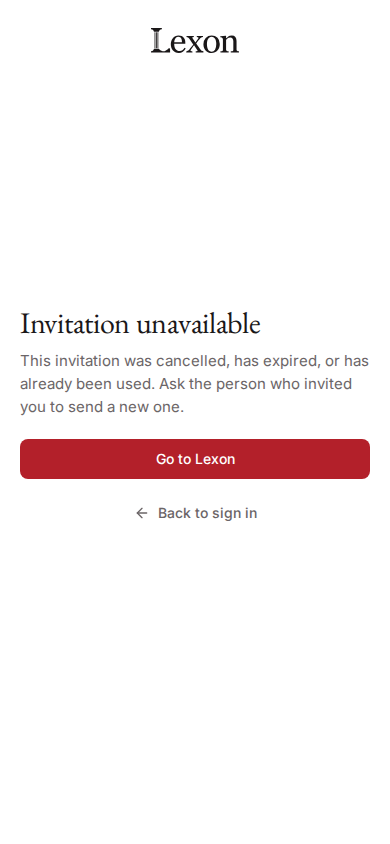 Lexon
Invitation unavailable
This invitation was cancelled, has expired, or has
already been used. Ask the person who invited
you to send a new one.
Go to Lexon
Back to sign in